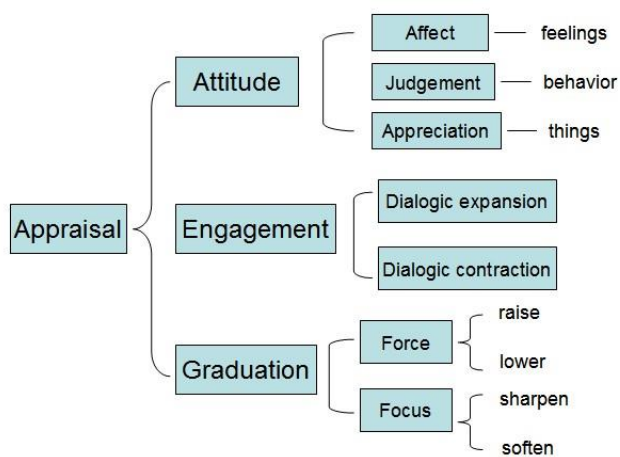 Affect
feelings
Attitude
Judgement
behavior
Appreciation
things
Appraisal
Engagement
Dialogic expansion
Dialogic contraction
Graduation
Force
raise
lower
Focus
sharpen
soften